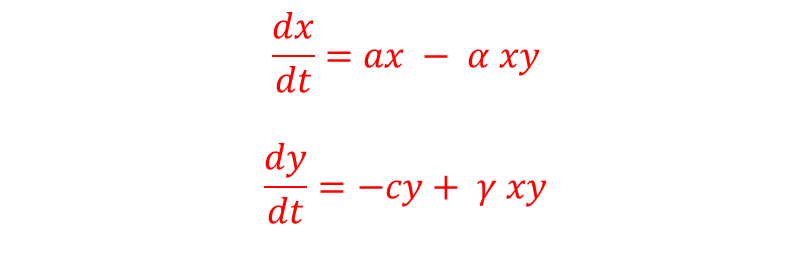 dx/dt = ax − α xy
dy/dt = −cy + γ xy